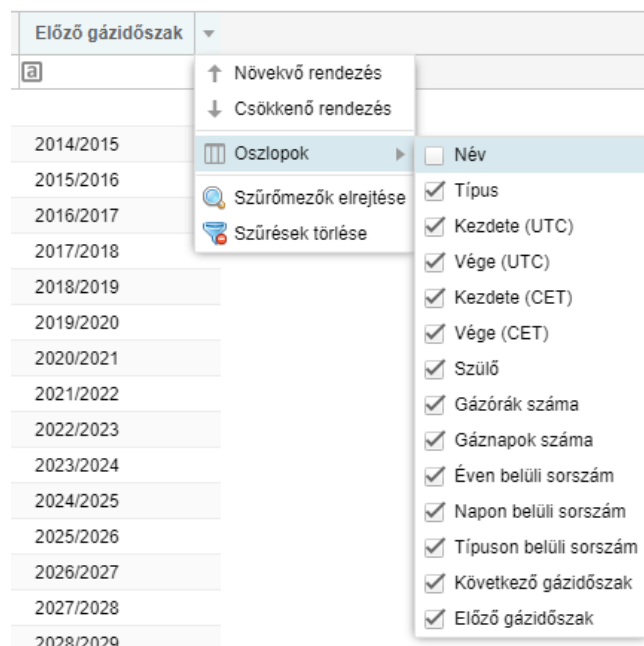 Előző gázidőszak
a
Növekvő rendezés
Csökkenő rendezés
Oszlopok
Szűrőmezők elrejtése
Szűrések törlése
Név
Típus
Kezdete (UTC)
Vége (UTC)
Kezdete (CET)
Vége (CET)
Szülő
Gázórák száma
Gáznapok száma
Éven belüli sorszám
Napon belüli sorszám
Típuson belüli sorszám
Következő gázidőszak
Előző gázidőszak
2014/2015
2015/2016
2016/2017
2017/2018
2018/2019
2019/2020
2020/2021
2021/2022
2022/2023
2023/2024
2024/2025
2025/2026
2026/2027
2027/2028
2028/2029